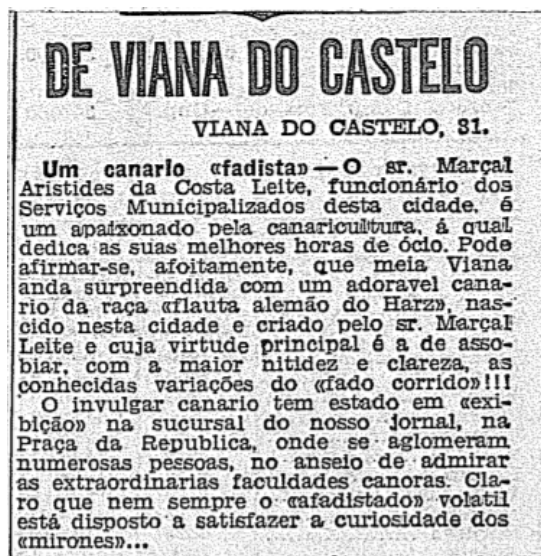 DE VIANA DO CASTELO
VIANA DO CASTELO, 31.
Um canario «fadista» — O sr. Marçal
Aristides da Costa Leite, funcionário dos
Serviços Municipalizados desta cidade, é
um apaixonado pela canaricultura, á qual
dedica as suas melhores horas de ócio. Pode
afirmar-se, afoitamente, que meia Viana
anda surpreendida com um adoravel cana-
rio da raça «flauta alemão do Harz», nas-
cido nesta cidade e criado pelo sr. Marçal
Leite e cuja virtude principal é a de asso-
biar, com a maior nitidez e clareza, as
conhecidas variações do «fado corrido»!!!
O invulgar canario tem estado em «exi-
bição» na sucursal do nosso jornal, na
Praça da Republica, onde se aglomeram
numerosas pessoas, no anseio de admirar
as extraordinarias faculdades canoras. Cla-
ro que nem sempre o «afadistado» volatil
está disposto a satisfazer a curiosidade dos
«mirones»...